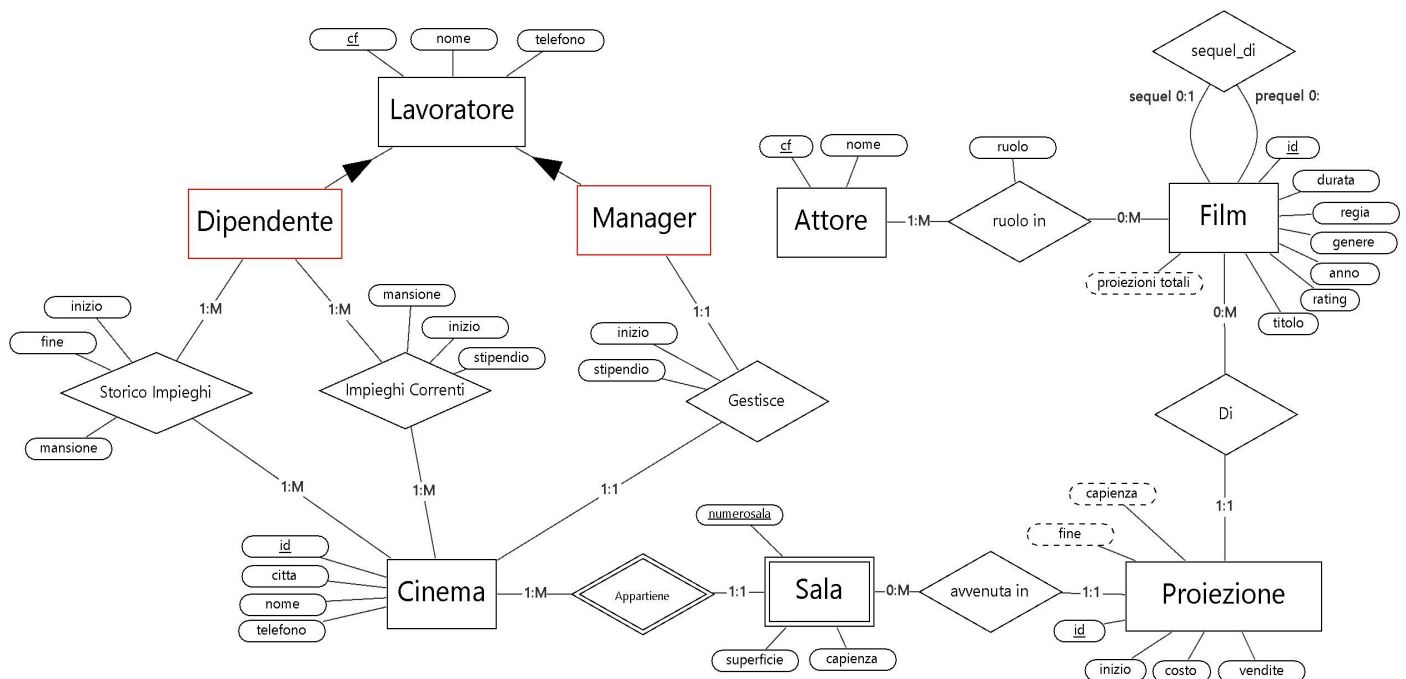 cf
nome
telefono
Lavoratore
sequel_di
sequel 0:1
prequel 0:
cf
nome
ruolo
id
durata
regia
genere
anno
rating
titolo
proiezioni totali
Dipendente
Manager
Attore
1:M
ruolo in
0:M
Film
inizio
fine
mansione
1:M
1:M
mansione
inizio
stipendio
1:1
inizio
stipendio
0:M
Storico Impieghi
Impieghi Correnti
Gestisce
Di
1:M
1:M
1:1
1:1
capienza
fine
numerosala
id
citta
nome
telefono
Cinema
1:M
Appartiene
1:1
Sala
0:M
avvenuta in
1:1
Proiezione
superficie
capienza
id
inizio
costo
vendite